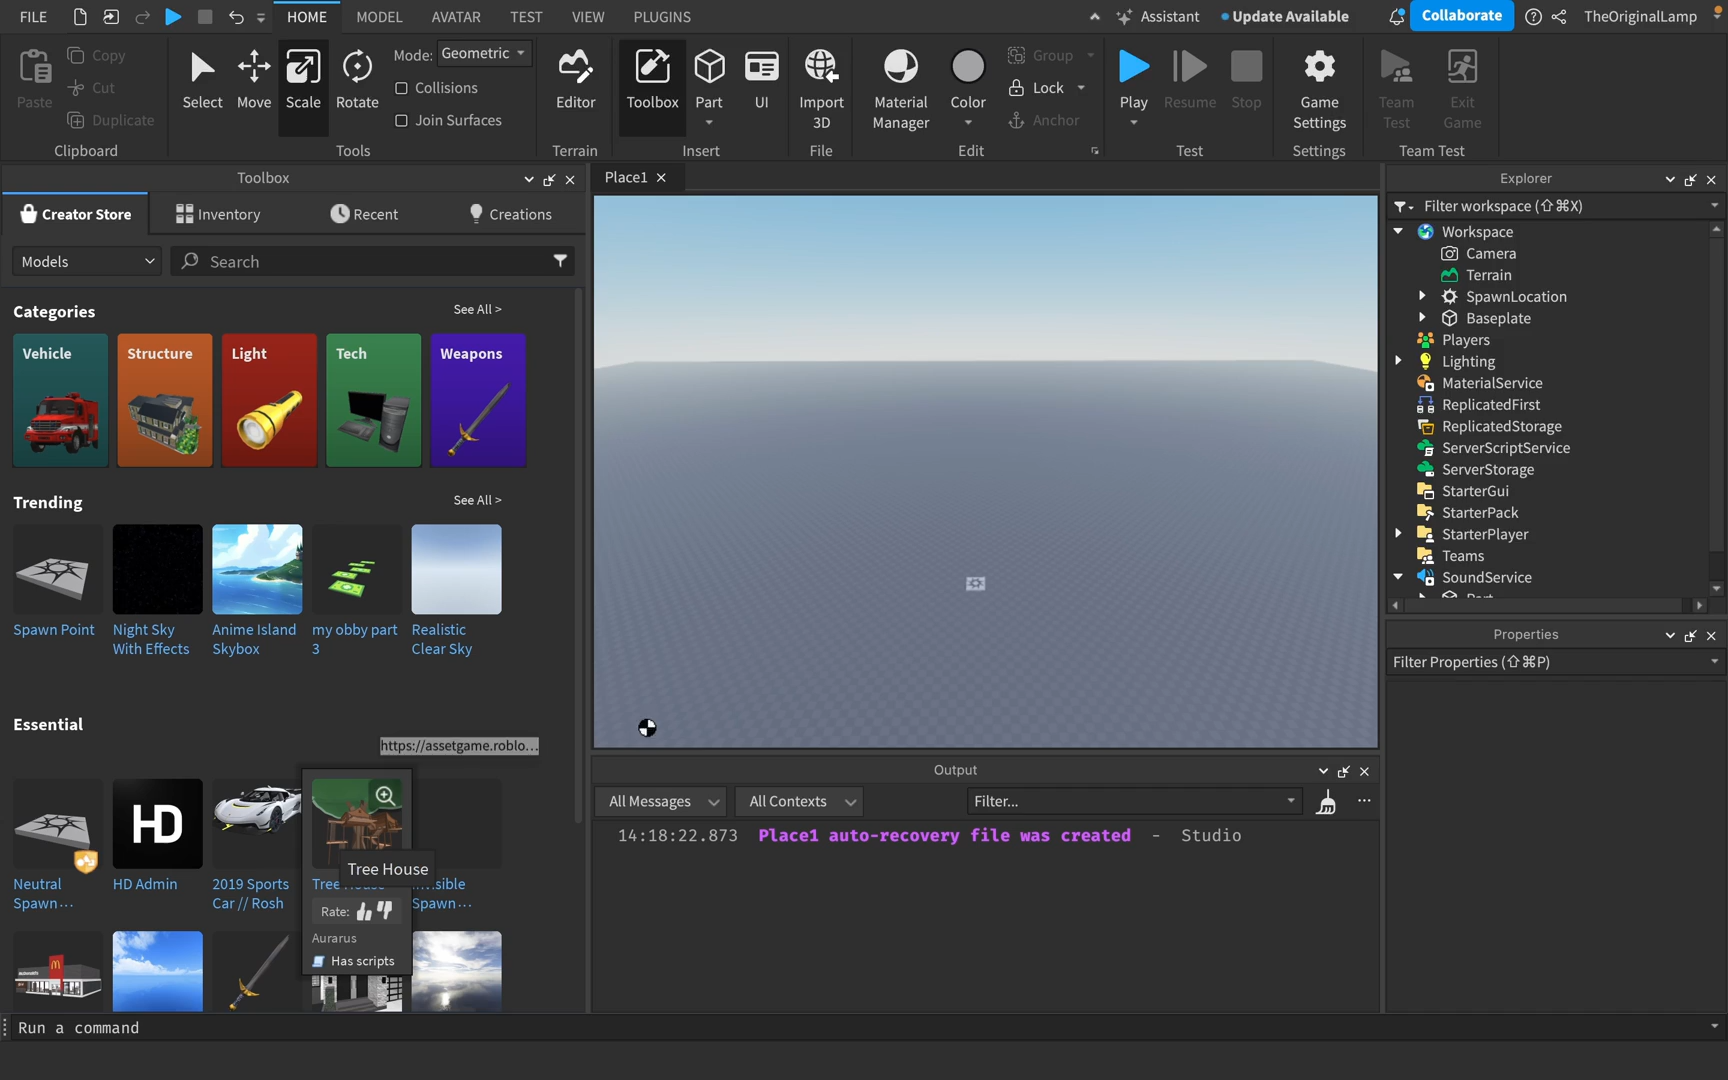 FILE HOME MODEL AVATAR TEST VIEW PLUGINS Assistant Update Available Collaborate TheOriginalLamp
Paste Copy Cut Duplicate
Clipboard
Select Move Scale Rotate
Mode: Geometric
Collisions
Join Surfaces
Tools
Editor
Terrain
Toolbox Part UI
Insert
Import 3D
File
Material Manager Color
Group
Lock
Anchor
Edit
Play Resume Stop
Test
Game Settings
Settings
Team Test Exit Game
Team Test
Toolbox
Creator Store Inventory Recent Creations
Models Search
Categories See All >
Vehicle Structure Light Tech Weapons
Trending See All >
Spawn Point
Night Sky With Effects
Anime Island Skybox
my obby part 3
Realistic Clear Sky
Essential
https://assetgame.roblo...
HD
Neutral Spawn...
HD Admin
2019 Sports Car // Rosh
Tree House
Spawn...
Rate:
Aurarus
Has scripts
Place1
Output
All Messages All Contexts Filter...
14:18:22.873 Place1 auto-recovery file was created - Studio
Explorer
Filter workspace (⇧⌘X)
Workspace
Camera
Terrain
SpawnLocation
Baseplate
Players
Lighting
MaterialService
ReplicatedFirst
ReplicatedStorage
ServerScriptService
ServerStorage
StarterGui
StarterPack
StarterPlayer
Teams
SoundService
Properties
Filter Properties (⇧⌘P)
Run a command